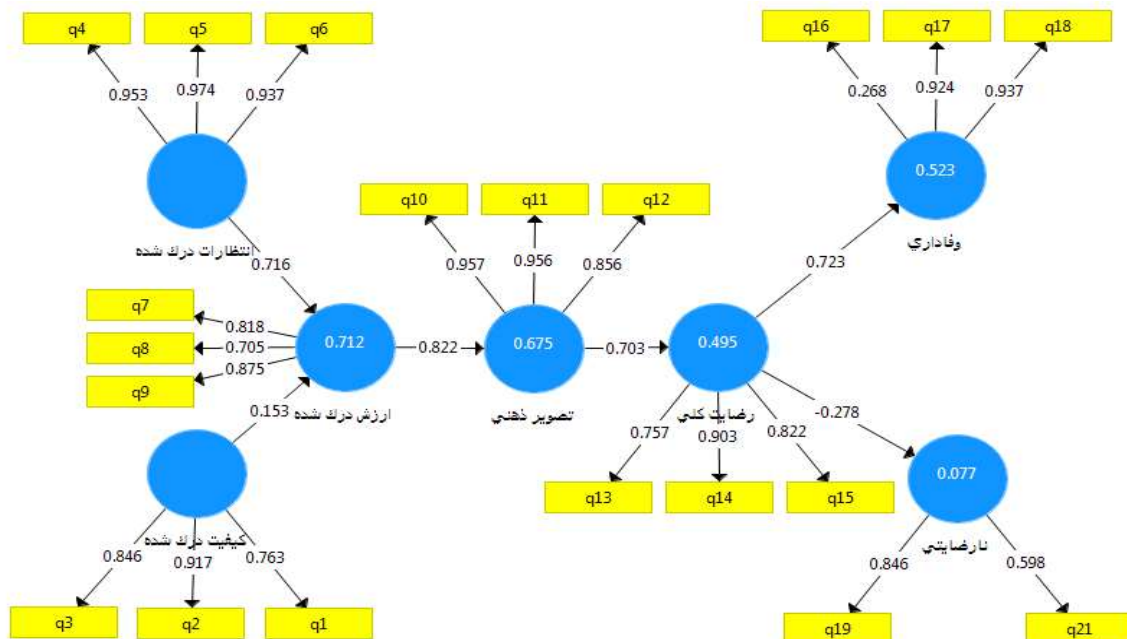 q4 q5 q6 q16 q17 q18
0.953 0.974 0.937 0.268 0.924 0.937
0.523
q10 q11 q12
وفاداري
انتظارات درك شده
0.716 0.957 0.956 0.856 0.723
q7
0.818
q8
0.705
0.712 0.822 0.675 0.703 0.495
q9
0.875
0.153
ارزش درك شده
تصوير ذهني
رضايت كلي
-0.278
0.757 0.903 0.822
0.077
q13 q14 q15
كيفيت درك شده
نارضايتي
0.846 0.917 0.763
0.846 0.598
q3 q2 q1
q19 q21